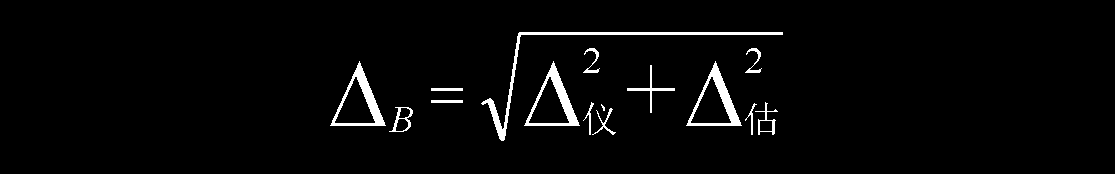 Δ_B = √(Δ_仪^2 + Δ_估^2)